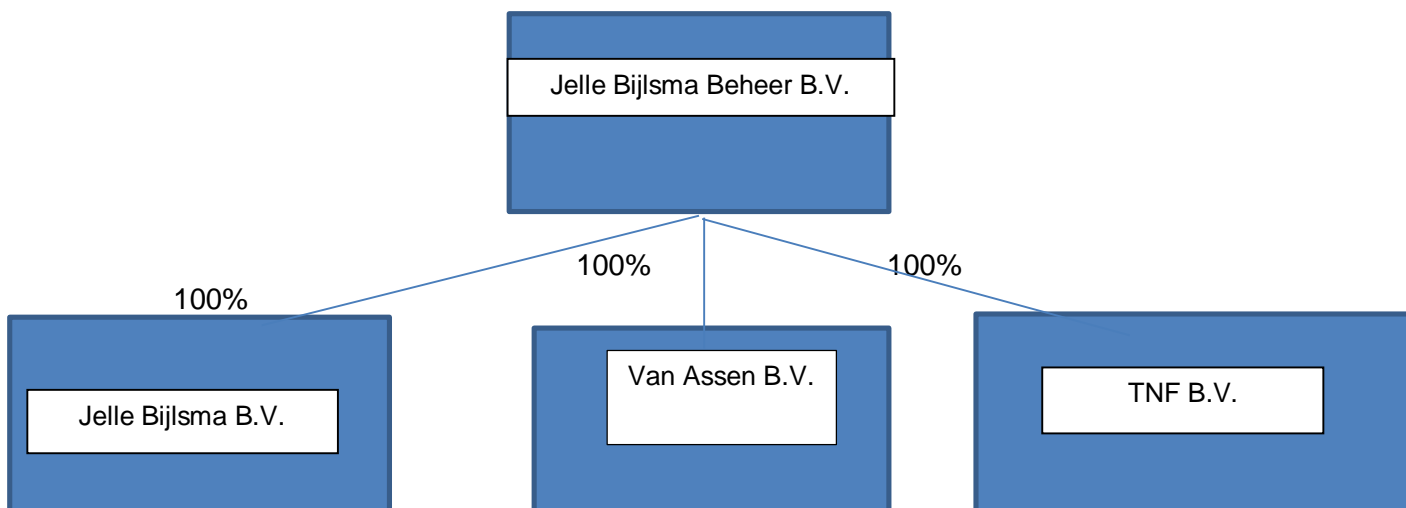 Jelle Bijlsma Beheer B.V.
100%
100%
100%
Jelle Bijlsma B.V.
Van Assen B.V.
TNF B.V.